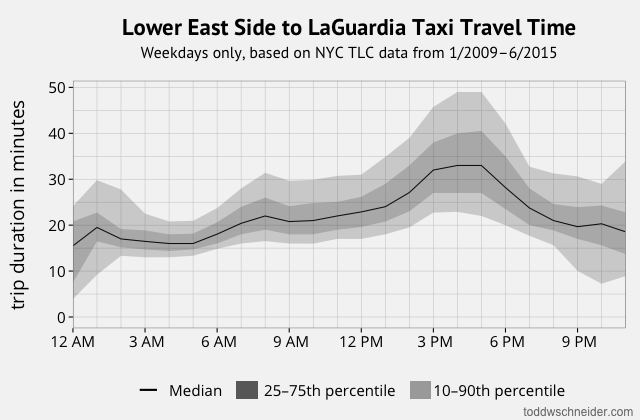 Lower East Side to LaGuardia Taxi Travel Time
Weekdays only, based on NYC TLC data from 1/2009–6/2015
trip duration in minutes
50
40
30
20
10
0
12 AM 3 AM 6 AM 9 AM 12 PM 3 PM 6 PM 9 PM
Median 25–75th percentile 10–90th percentile
toddwschneider.com